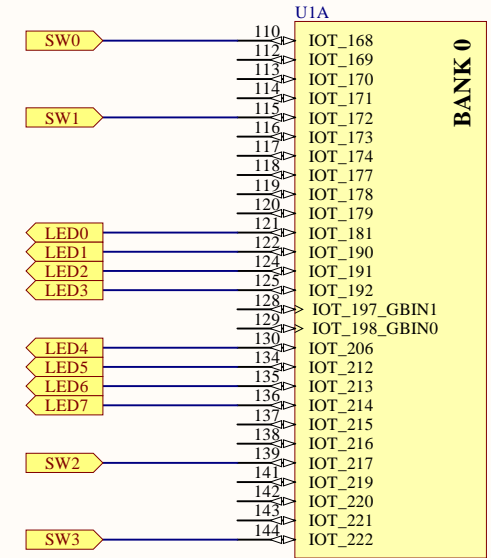 U1A
BANK 0
SW0 110 IOT_168
112 IOT_169
113 IOT_170
114 IOT_171
SW1 115 IOT_172
116 IOT_173
117 IOT_174
118 IOT_177
119 IOT_178
120 IOT_179
LED0 121 IOT_181
LED1 122 IOT_190
LED2 124 IOT_191
LED3 125 IOT_192
128 IOT_197_GBIN1
129 IOT_198_GBIN0
LED4 130 IOT_206
LED5 134 IOT_212
LED6 135 IOT_213
LED7 136 IOT_214
137 IOT_215
138 IOT_216
SW2 139 IOT_217
141 IOT_219
142 IOT_220
143 IOT_221
SW3 144 IOT_222